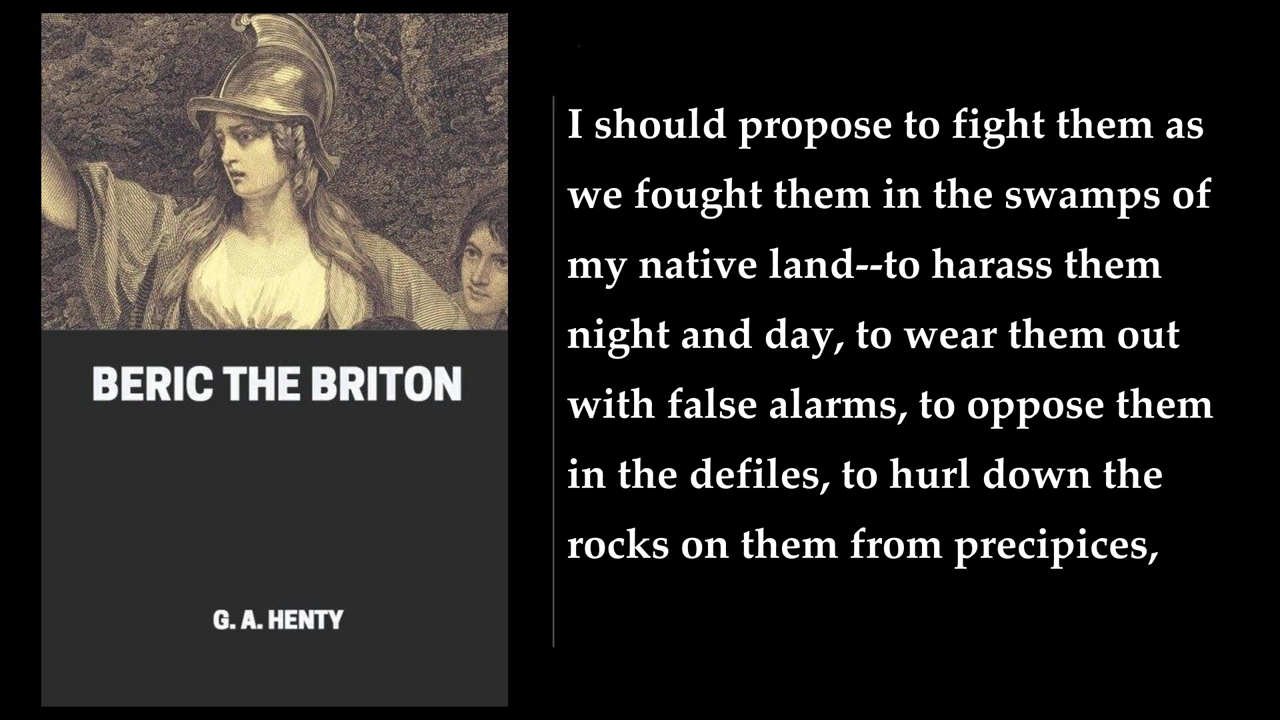 BERIC THE BRITON
G. A. HENTY
I should propose to fight them as
we fought them in the swamps of
my native land--to harass them
night and day, to wear them out
with false alarms, to oppose them
in the defiles, to hurl down the
rocks on them from precipices,